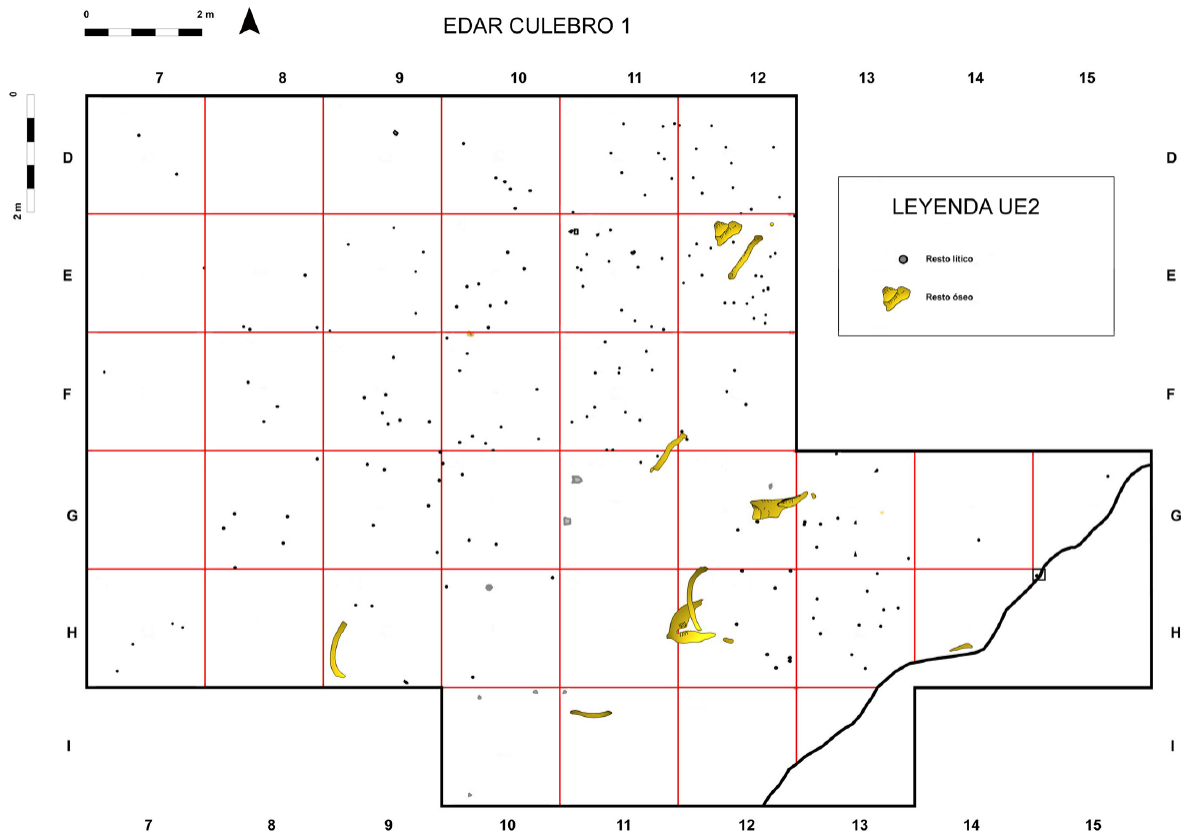 0 2 m
EDAR CULEBRO 1
7 8 9 10 11 12 13 14 15
0
2 m
D D
LEYENDA UE2
Resto lítico
E E
Resto óseo
F F
G G
H H
I I
7 8 9 10 11 12 13 14 15